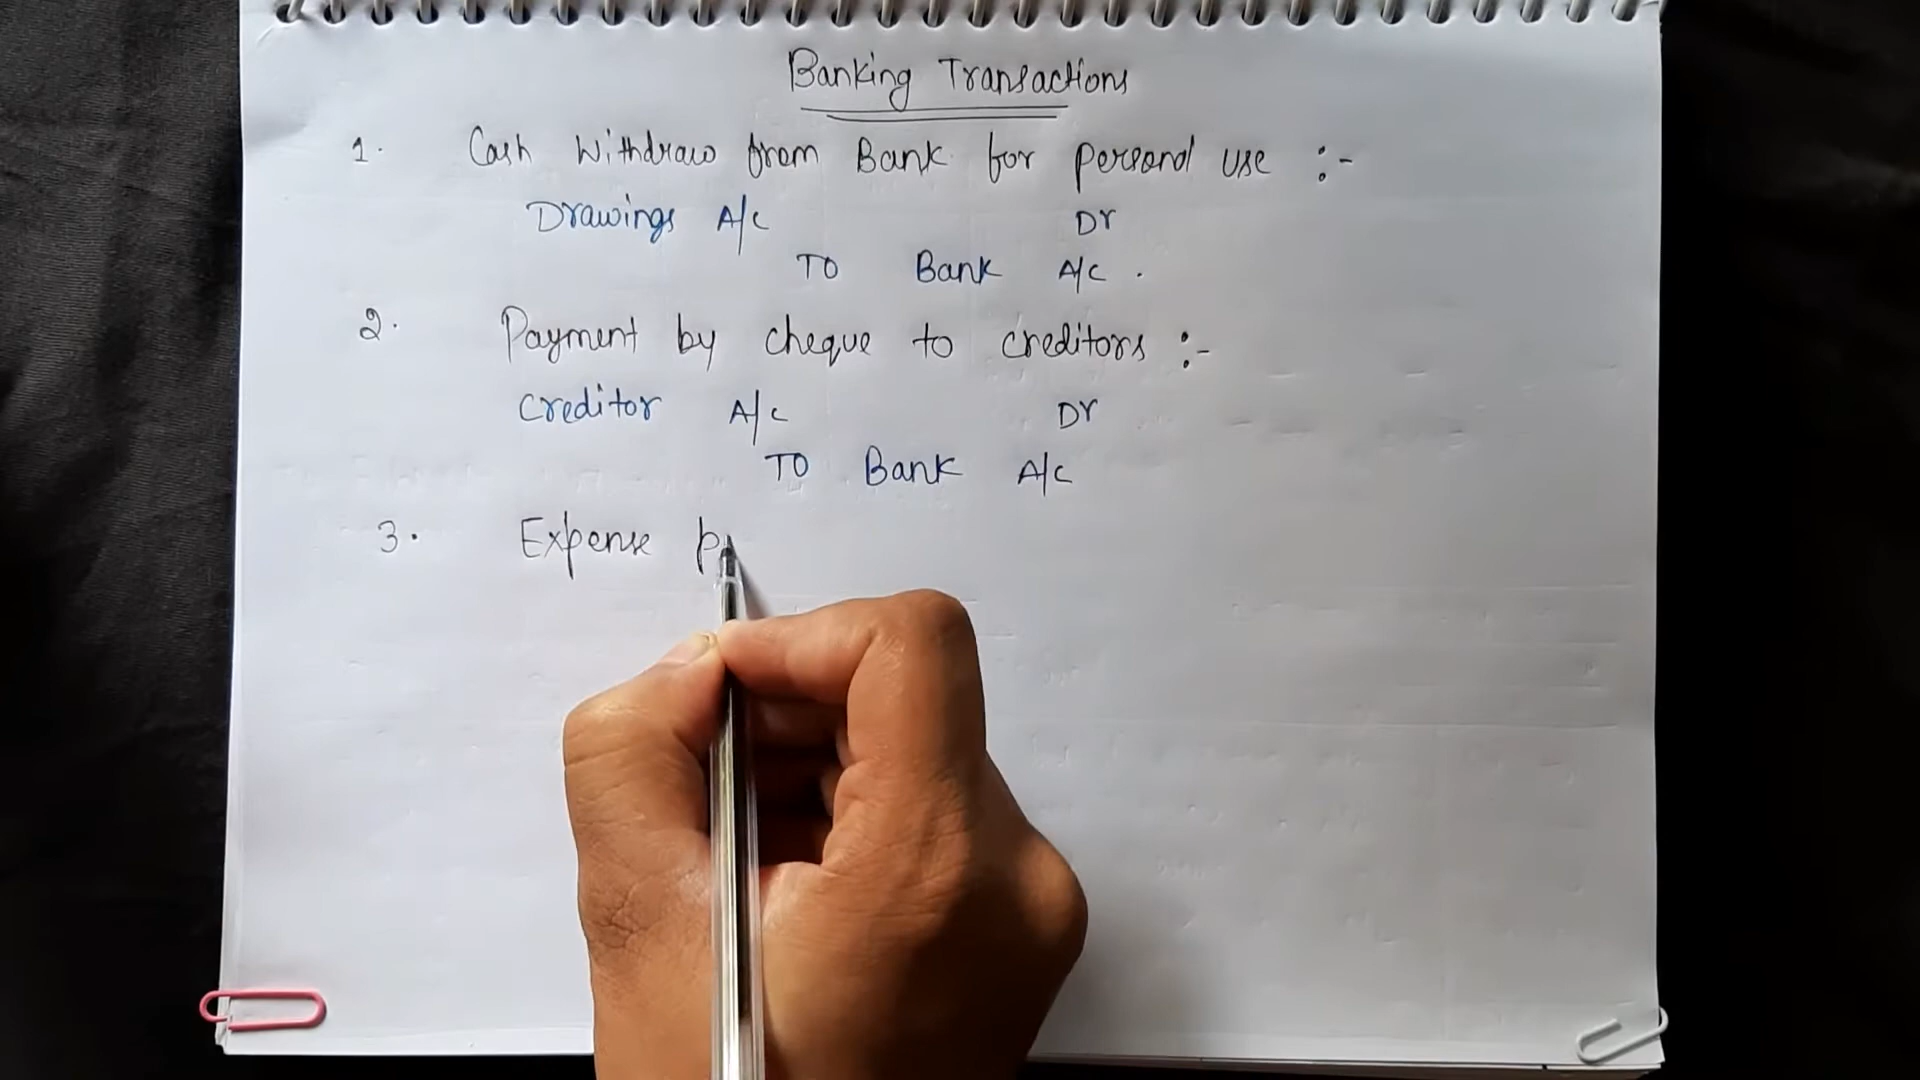 Banking Transactions
1. Cash Withdraw from Bank for personal use :-
Drawings A/c Dr
TO Bank A/c .
2. Payment by cheque to creditors :-
Creditor A/c Dr
TO Bank A/c
3. Expense p